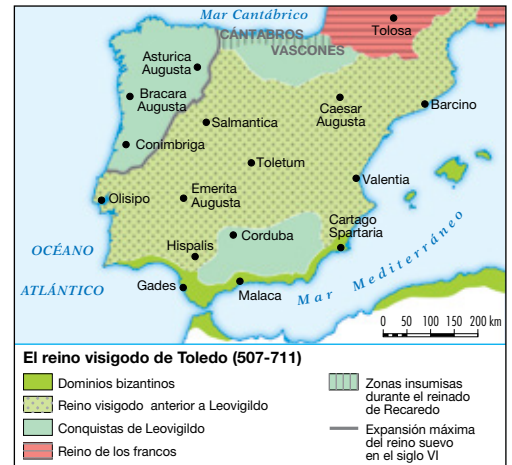 Mar Cantábrico
CÁNTABROS
VASCONES
Tolosa
Asturica
Augusta
Bracara
Augusta
Caesar
Augusta
Barcino
Salmantica
Conímbriga
Toletum
Valentia
Olisipo
Emerita
Augusta
Cartago
Spartaria
Corduba
Hispalis
OCÉANO
ATLÁNTICO
Gades
Malaca
Mar Mediterráneo
0 50 100 150 200 km
El reino visigodo de Toledo (507-711)
Dominios bizantinos
Reino visigodo anterior a Leovigildo
Conquistas de Leovigildo
Reino de los francos
Zonas insumisas
durante el reinado
de Recaredo
Expansión máxima
del reino suevo
en el siglo VI